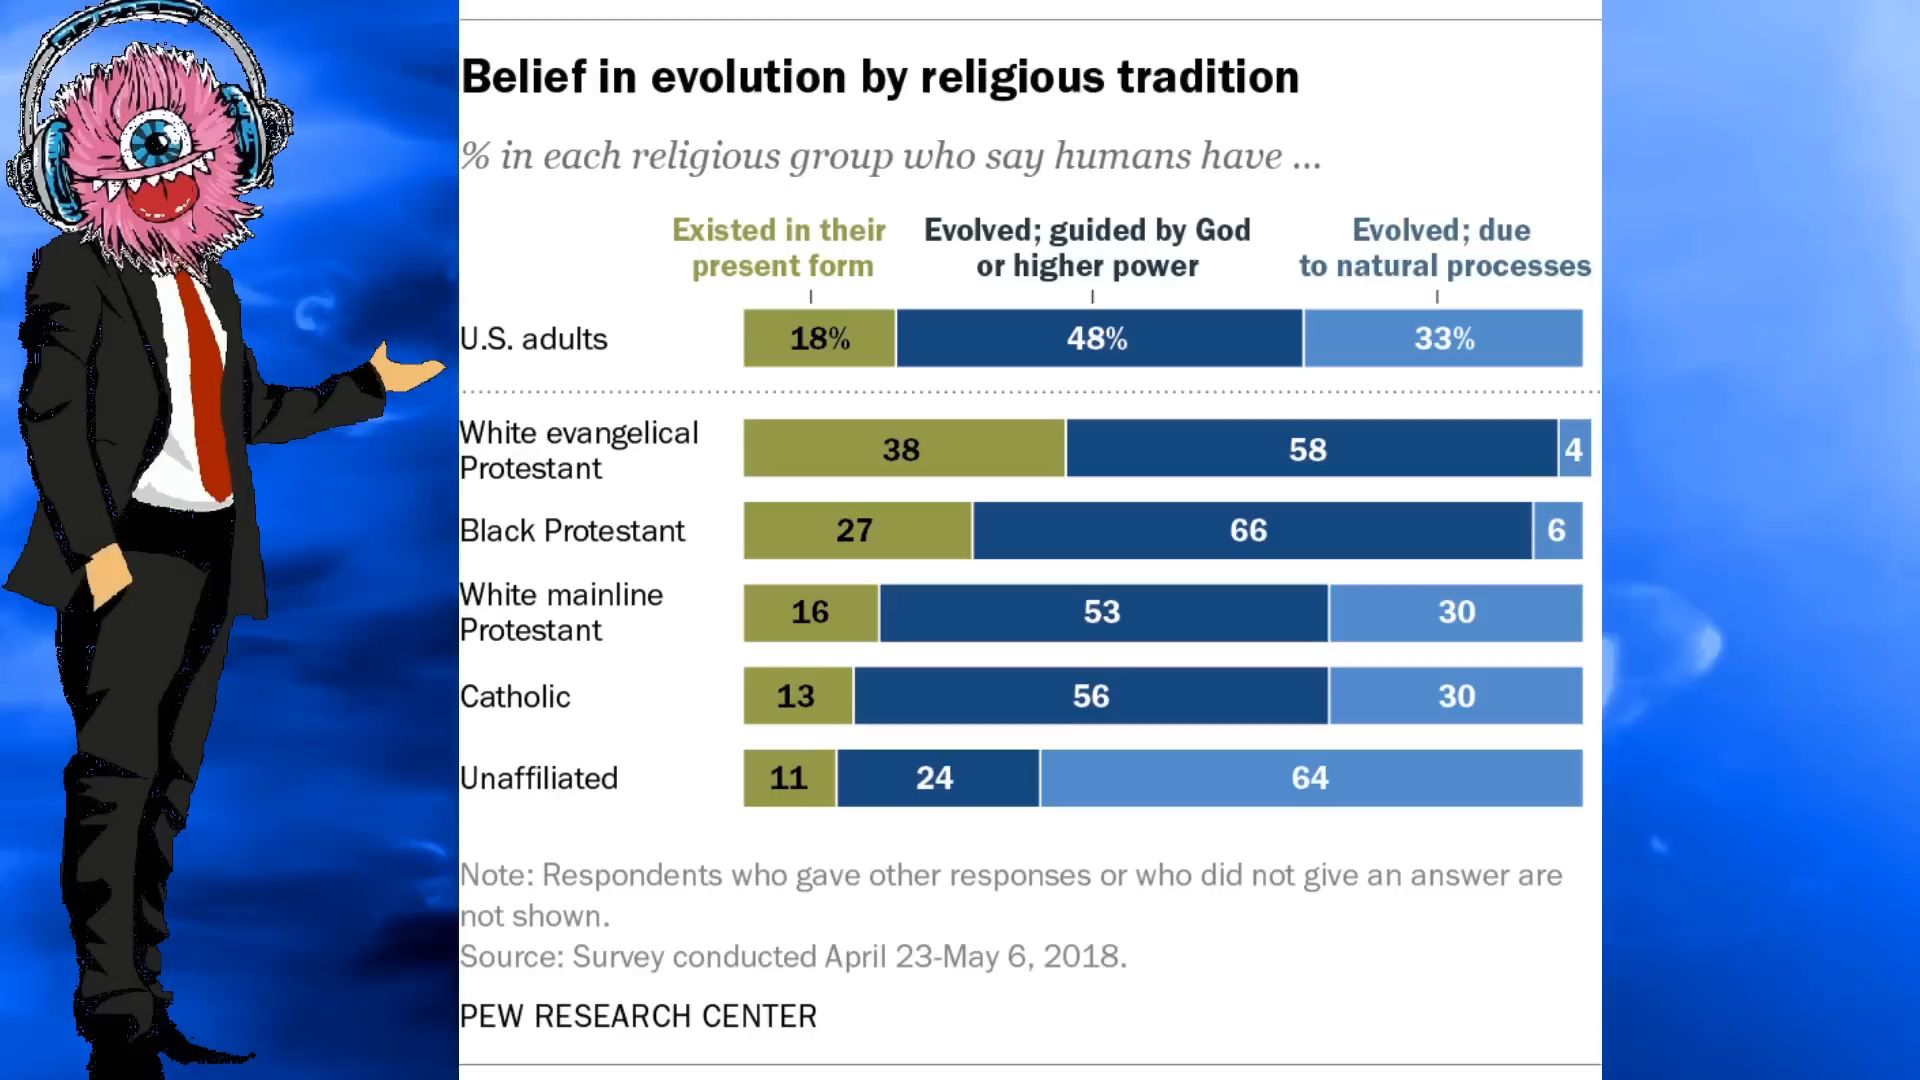 Belief in evolution by religious tradition
% in each religious group who say humans have ...
Existed in their present form
Evolved; guided by God or higher power
Evolved; due to natural processes
U.S. adults 18% 48% 33%
White evangelical Protestant 38 58 4
Black Protestant 27 66 6
White mainline Protestant 16 53 30
Catholic 13 56 30
Unaffiliated 11 24 64
Note: Respondents who gave other responses or who did not give an answer are
not shown.
Source: Survey conducted April 23-May 6, 2018.
PEW RESEARCH CENTER